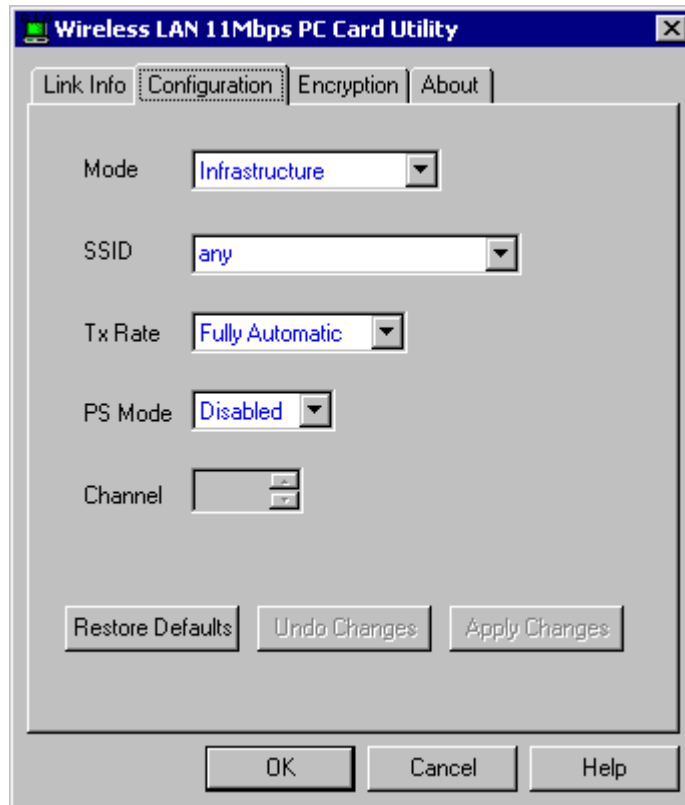 Wireless LAN 11Mbps PC Card Utility
Link Info Configuration Encryption About
Mode Infrastructure
SSID any
Tx Rate Fully Automatic
PS Mode Disabled
Channel
Restore Defaults Undo Changes Apply Changes
OK Cancel Help